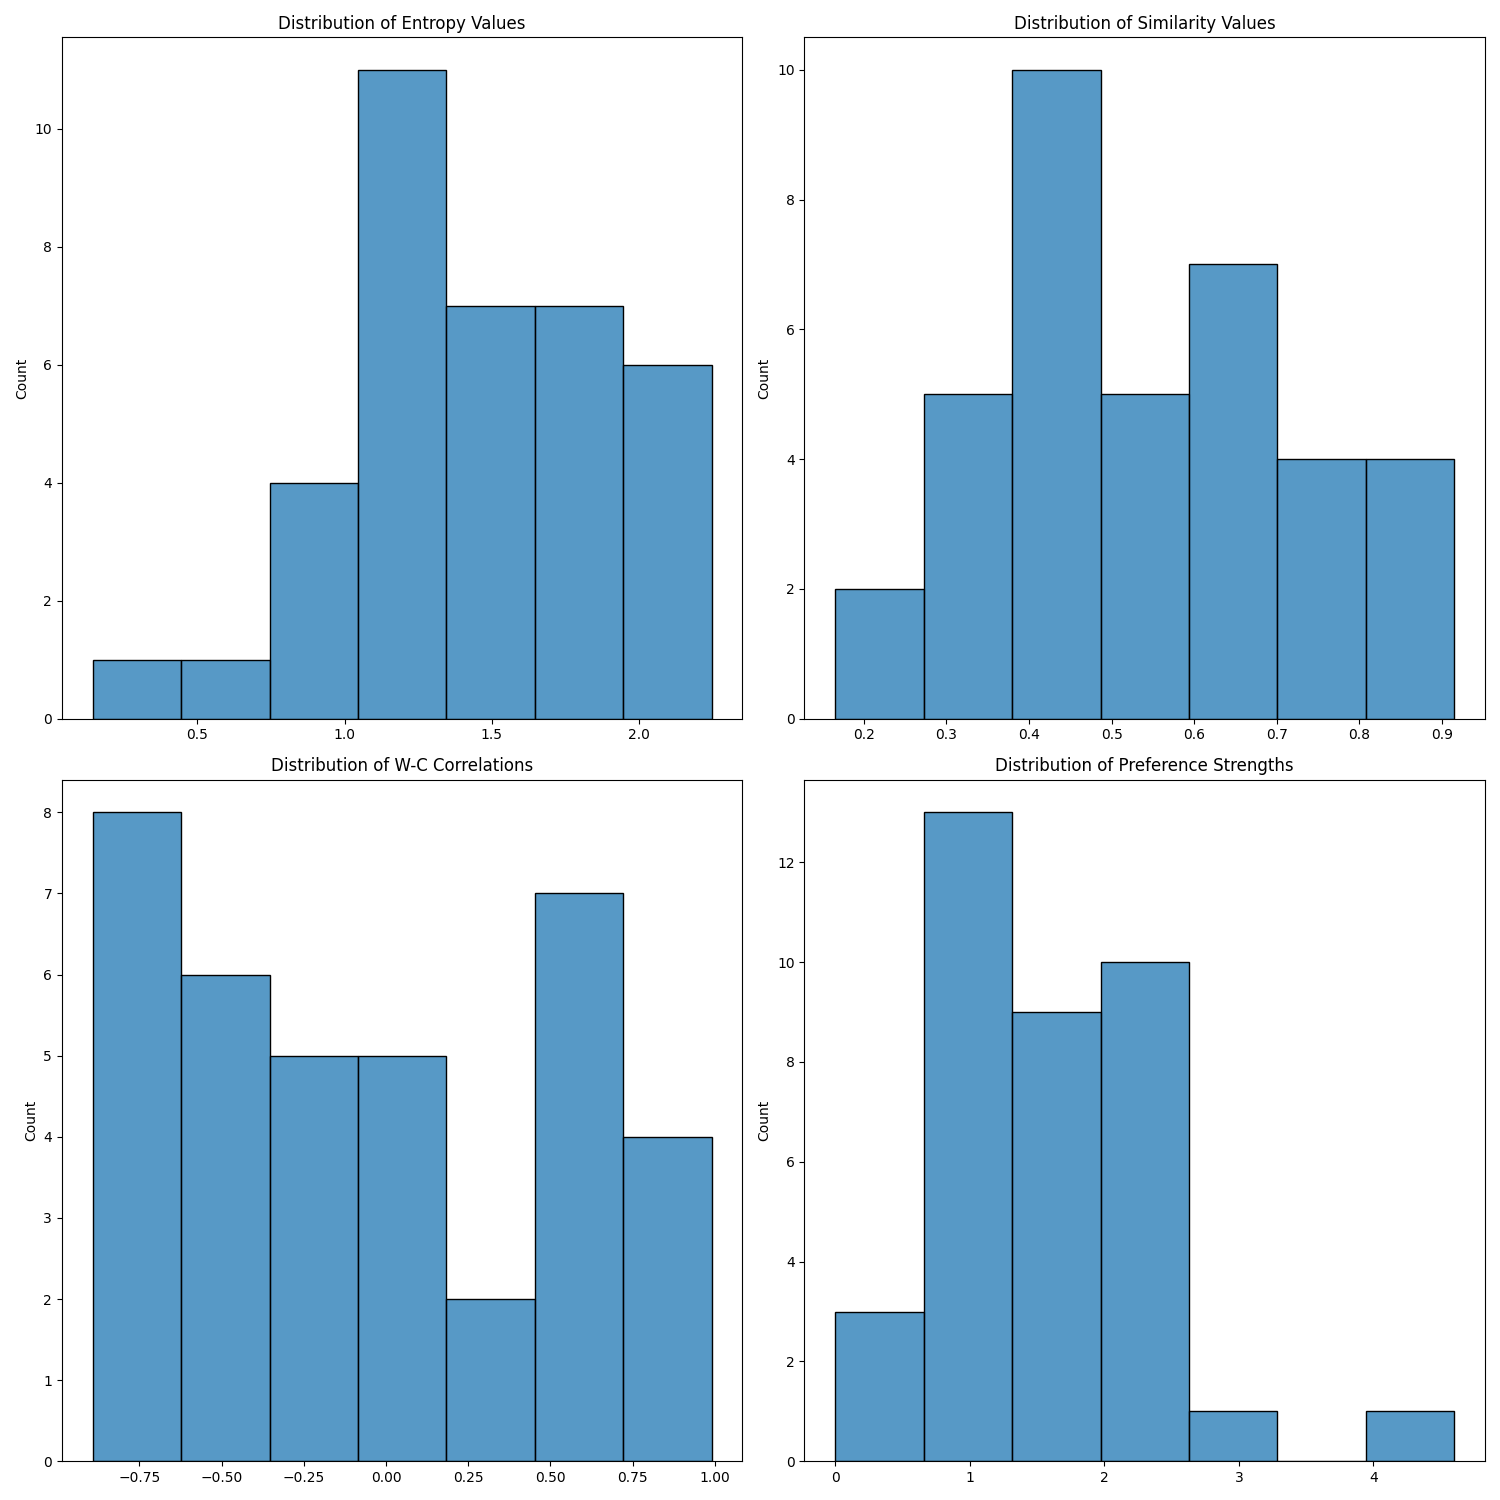 Distribution of Entropy Values
Count
10
8
6
4
2
0
0.5 1.0 1.5 2.0
Distribution of Similarity Values
Count
10
8
6
4
2
0
0.2 0.3 0.4 0.5 0.6 0.7 0.8 0.9
Distribution of W-C Correlations
Count
8
7
6
5
4
3
2
1
0
−0.75 −0.50 −0.25 0.00 0.25 0.50 0.75 1.00
Distribution of Preference Strengths
Count
12
10
8
6
4
2
0
0 1 2 3 4